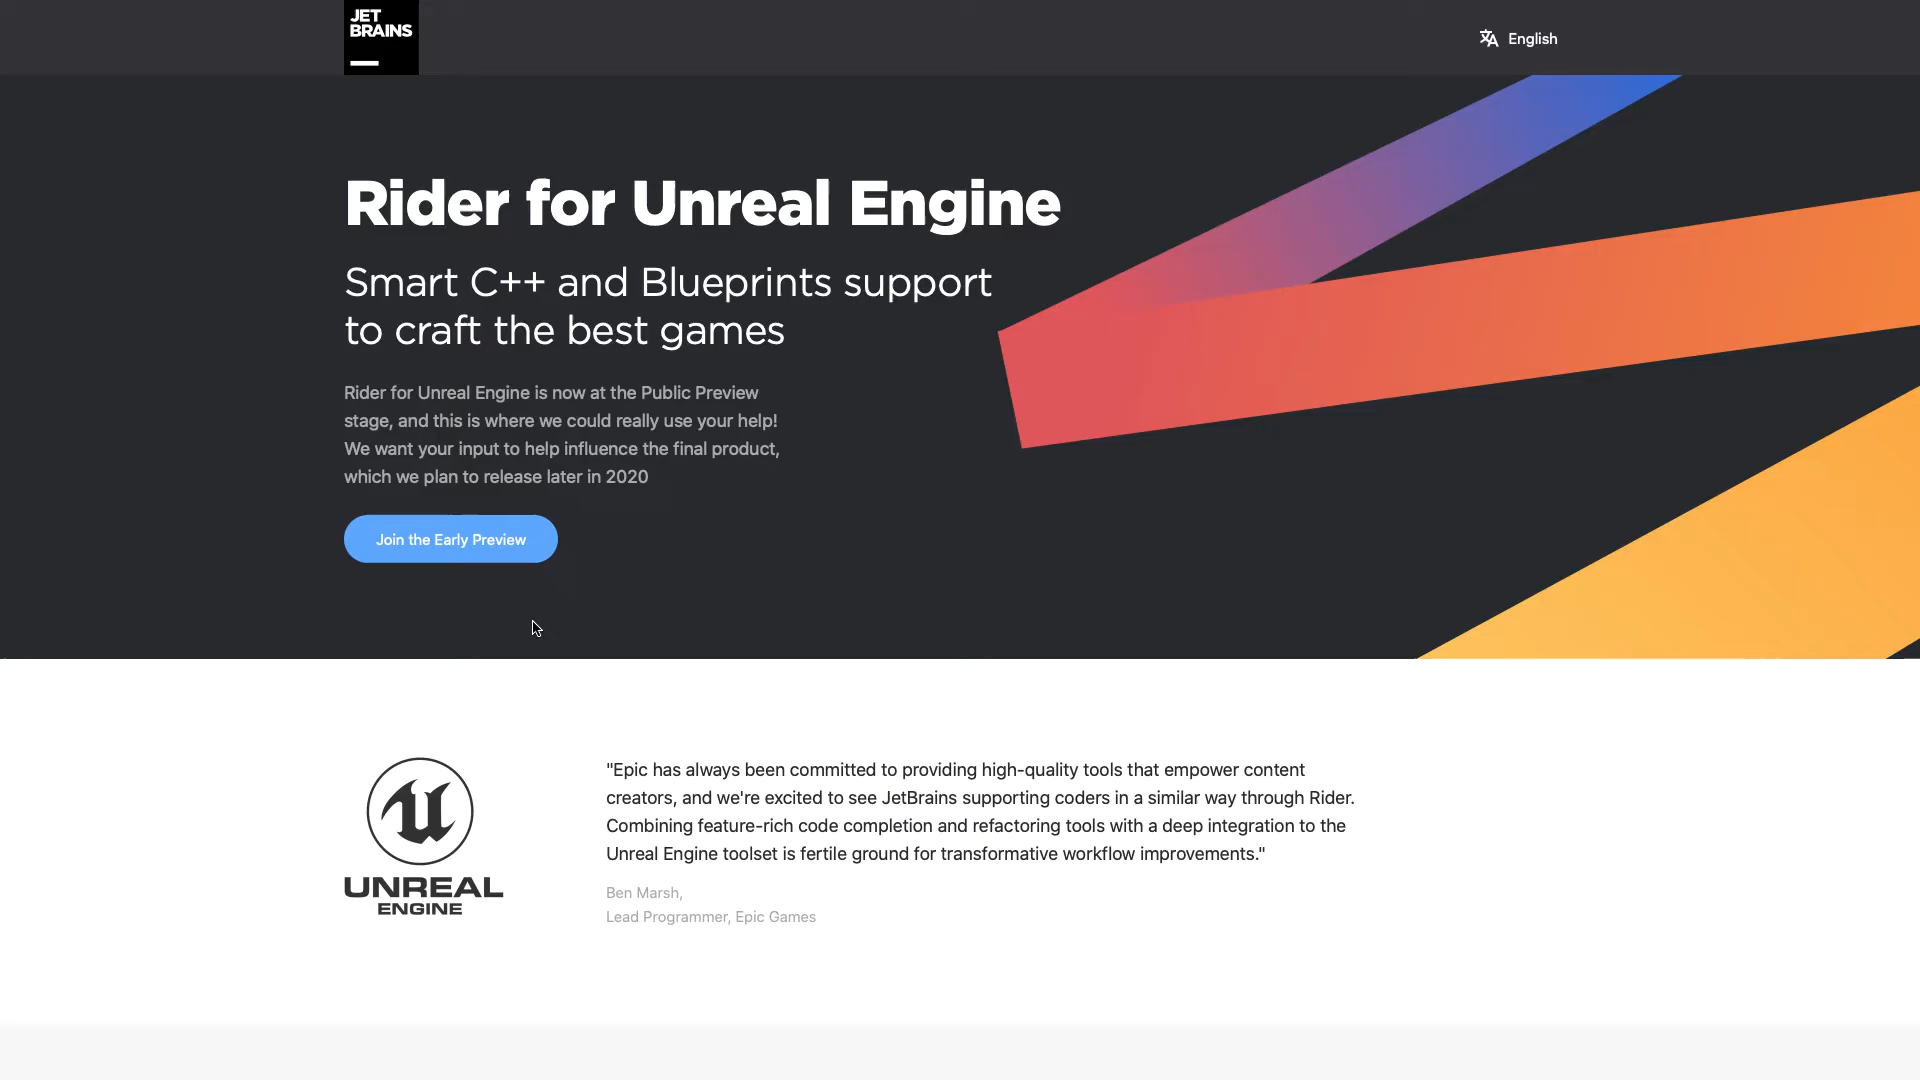 JET
BRAINS
English
Rider for Unreal Engine
Smart C++ and Blueprints support
to craft the best games
Rider for Unreal Engine is now at the Public Preview
stage, and this is where we could really use your help!
We want your input to help influence the final product,
which we plan to release later in 2020
Join the Early Preview
UNREAL
ENGINE
"Epic has always been committed to providing high-quality tools that empower content
creators, and we're excited to see JetBrains supporting coders in a similar way through Rider.
Combining feature-rich code completion and refactoring tools with a deep integration to the
Unreal Engine toolset is fertile ground for transformative workflow improvements."
Ben Marsh,
Lead Programmer, Epic Games